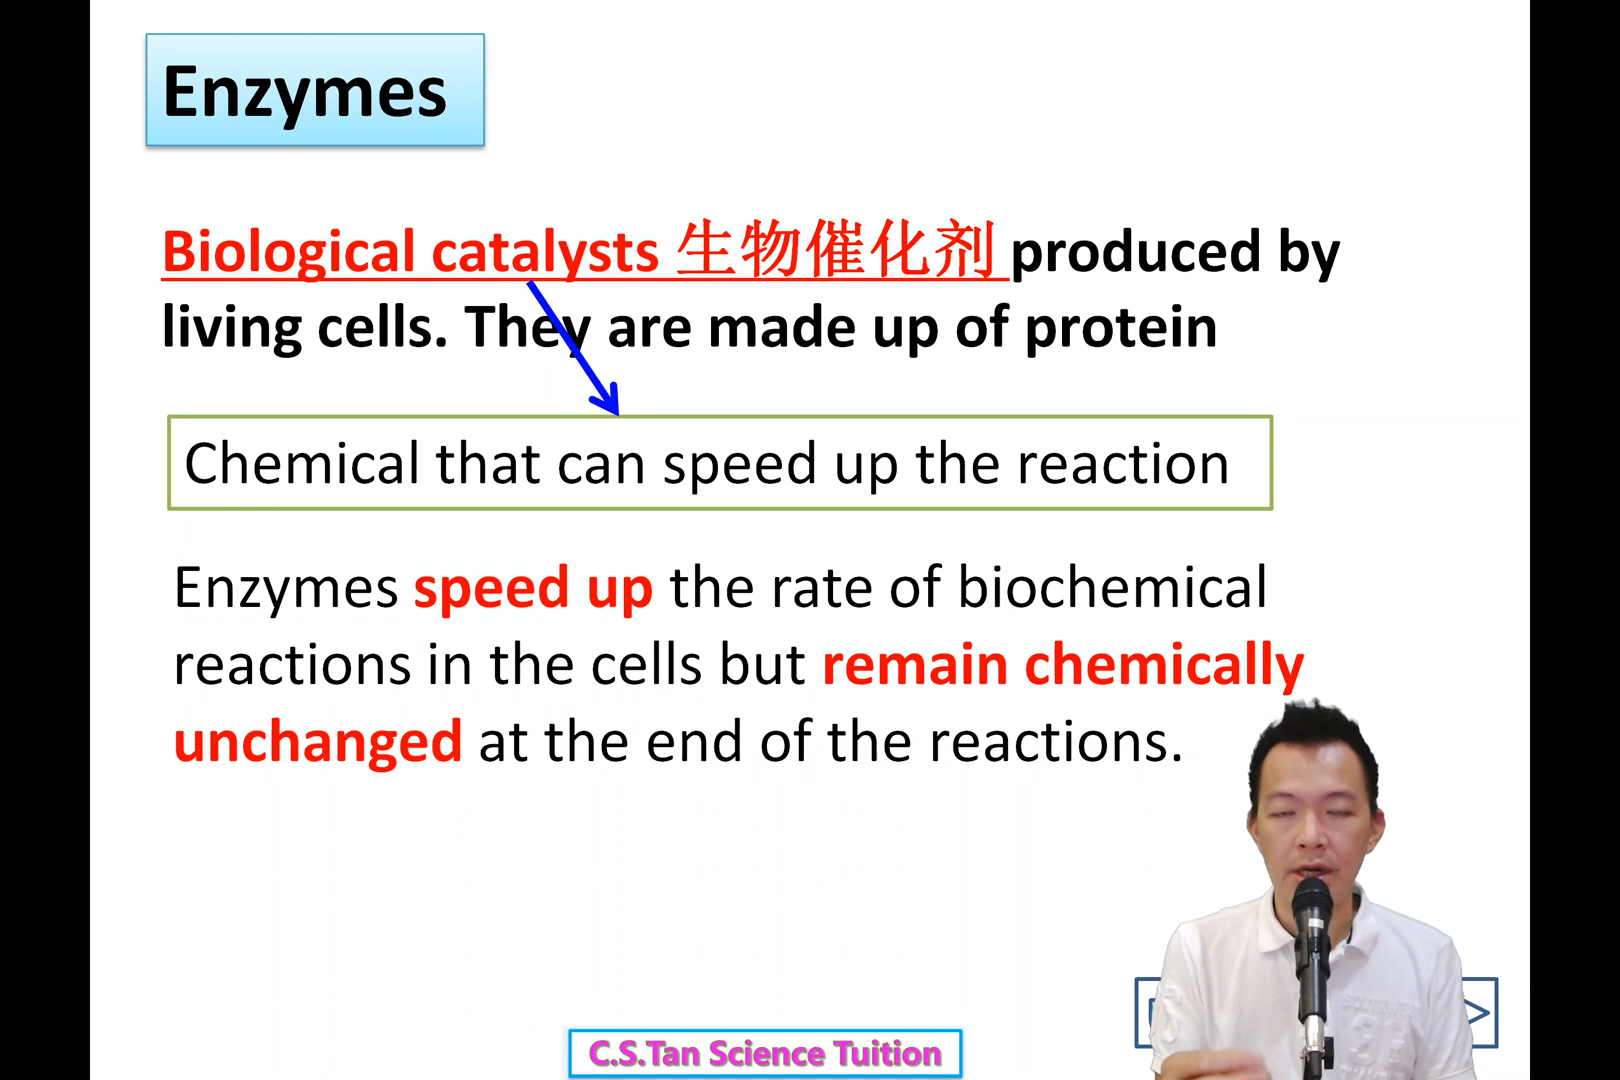 Enzymes
Biological catalysts 生物催化剂 produced by
living cells. They are made up of protein
Chemical that can speed up the reaction
Enzymes speed up the rate of biochemical
reactions in the cells but remain chemically
unchanged at the end of the reactions.
C.S.Tan Science Tuition